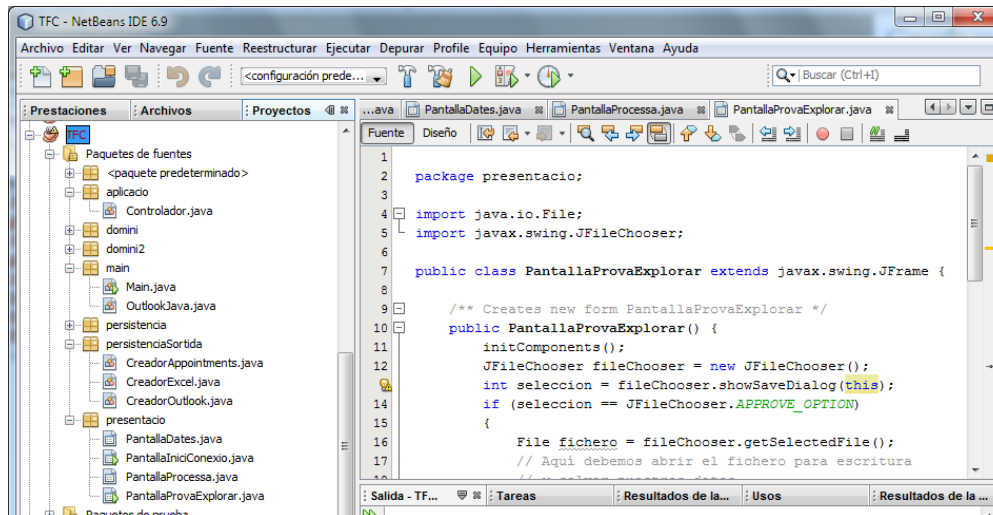 TFC - NetBeans IDE 6.9
Archivo Editar Ver Navegar Fuente Reestructurar Ejecutar Depurar Profile Equipo Herramientas Ventana Ayuda
<configuración prede...
Buscar (Ctrl+I)
Prestaciones Archivos Proyectos
...ava PantallaDates.java PantallaProcessa.java PantallaProvaExplorar.java
TFC
Paquetes de fuentes
<paquete predeterminado>
aplicacio
Controlador.java
domini
domini2
main
Main.java
OutlookJava.java
persistencia
persistenciaSortida
CreadorAppointments.java
CreadorExcel.java
CreadorOutlook.java
presentacio
PantallaDates.java
PantallaIniciConexio.java
PantallaProcessa.java
PantallaProvaExplorar.java
Paquetes de prueba
Fuente Diseño
1
2 package presentacio;
3
4 import java.io.File;
5 import javax.swing.JFileChooser;
6
7 public class PantallaProvaExplorar extends javax.swing.JFrame {
8
9 /** Creates new form PantallaProvaExplorar */
10 public PantallaProvaExplorar() {
11 initComponents();
12 JFileChooser fileChooser = new JFileChooser();
int seleccion = fileChooser.showSaveDialog(this);
14 if (seleccion == JFileChooser.APPROVE_OPTION)
15 {
16 File fichero = fileChooser.getSelectedFile();
17 // Aquí debemos abrir el fichero para escritura
Salida - TF... Tareas Resultados de la... Usos Resultados de la ...